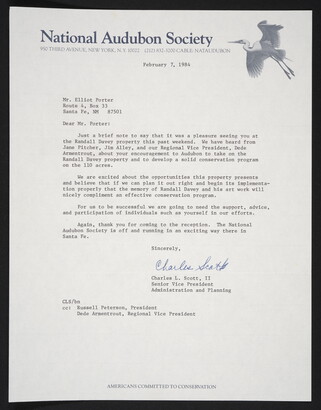 National Audubon Society
950 THIRD AVENUE, NEW YORK, N.Y. 10022 (212) 832-3200 CABLE: NATAUDUBON
February 7, 1984
Mr. Elliot Porter
Route 4, Box 33
Santa Fe, NM 87501
Dear Mr. Porter:
Just a brief note to say that it was a pleasure seeing you at
the Randall Davey property this past weekend. We have heard from
Jane Pitcher, Jim Alley, and our Regional Vice President, Dede
Armentrout, about your encouragement to Audubon to take on the
Randall Davey property and to develop a solid conservation program
on the 110 acres.
We are excited about the opportunities this property presents
and believe that if we can plan it out right and begin its implementa-
tion properly that the memory of Randall Davey and his art work will
nicely compliment an effective conservation program.
For us to be successful we are going to need the support, advice,
and participation of individuals such as yourself in our efforts.
Again, thank you for coming to the reception. The National
Audubon Society is off and running in an exciting way there in
Santa Fe.
Sincerely,
Charles Scott
Charles L. Scott, II
Senior Vice President
Administration and Planning
CLS/bn
cc: Russell Peterson, President
Dede Armentrout, Regional Vice President
AMERICANS COMMITTED TO CONSERVATION